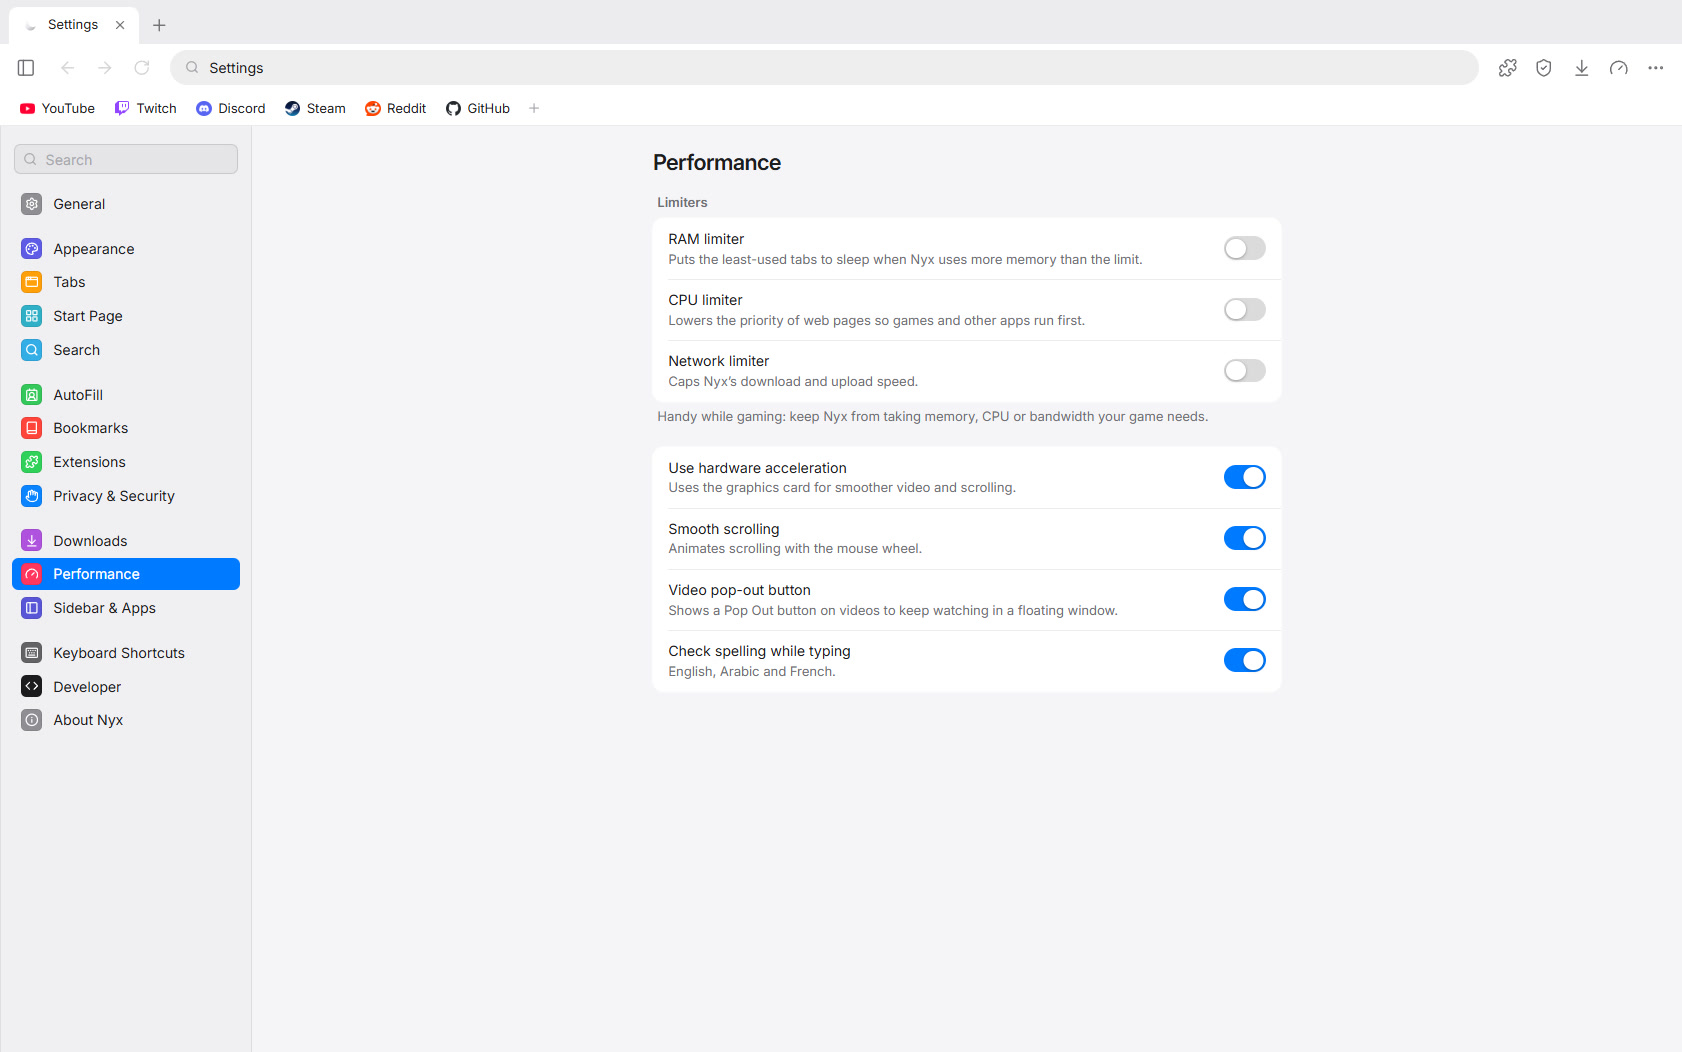 Settings
Settings
YouTube
Twitch
Discord
Steam
Reddit
GitHub
Search
General
Appearance
Tabs
Start Page
Search
AutoFill
Bookmarks
Extensions
Privacy & Security
Downloads
Performance
Sidebar & Apps
Keyboard Shortcuts
Developer
About Nyx
Performance
Limiters
RAM limiter
Puts the least-used tabs to sleep when Nyx uses more memory than the limit.
CPU limiter
Lowers the priority of web pages so games and other apps run first.
Network limiter
Caps Nyx’s download and upload speed.
Handy while gaming: keep Nyx from taking memory, CPU or bandwidth your game needs.
Use hardware acceleration
Uses the graphics card for smoother video and scrolling.
Smooth scrolling
Animates scrolling with the mouse wheel.
Video pop-out button
Shows a Pop Out button on videos to keep watching in a floating window.
Check spelling while typing
English, Arabic and French.